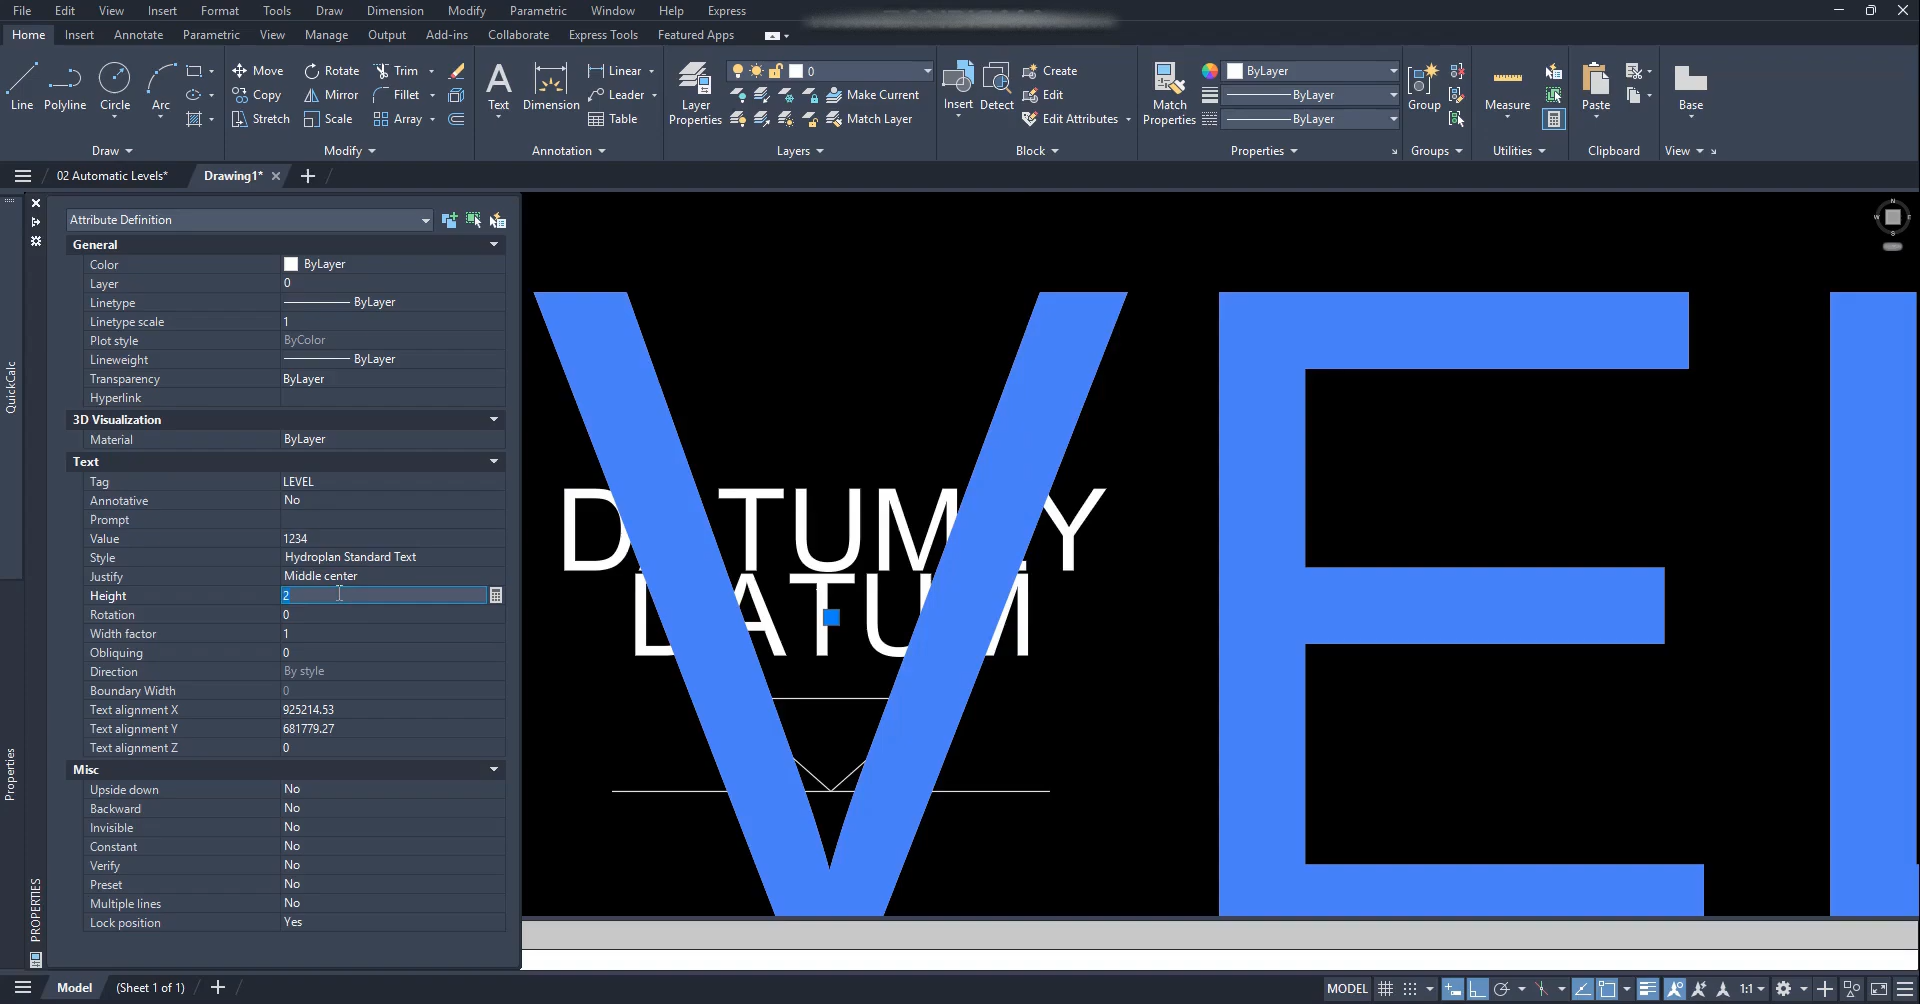 File Edit View Insert Format Tools Draw Dimension Modify Parametric Window Help Express
Home Insert Annotate Parametric View Manage Output Add-ins Collaborate Express Tools Featured Apps
Line Polyline Circle Arc
Move Rotate Trim
Copy Mirror Fillet
Stretch Scale Array
Text Dimension
Linear
Leader
Table
Layer Properties
0
Make Current
Match Layer
Insert Detect
Create
Edit
Edit Attributes
Match Properties
ByLayer
ByLayer
ByLayer
Group Measure Paste Base
Draw Modify Annotation Layers Block Properties Groups Utilities Clipboard View
02 Automatic Levels* Drawing1*
QuickCalc
Properties
PROPERTIES
Attribute Definition
General
Color ByLayer
Layer 0
Linetype ByLayer
Linetype scale 1
Plot style ByColor
Lineweight ByLayer
Transparency ByLayer
Hyperlink
3D Visualization
Material ByLayer
Text
Tag LEVEL
Annotative No
Prompt
Value 1234
Style Hydroplan Standard Text
Justify Middle center
Height 2
Rotation 0
Width factor 1
Obliquing 0
Direction By style
Boundary Width 0
Text alignment X 925214.53
Text alignment Y 681779.27
Text alignment Z 0
Misc
Upside down No
Backward No
Invisible No
Constant No
Verify No
Preset No
Multiple lines No
Lock position Yes
VE
DATUM
N
W E
S
Model (Sheet 1 of 1)
MODEL 1:1